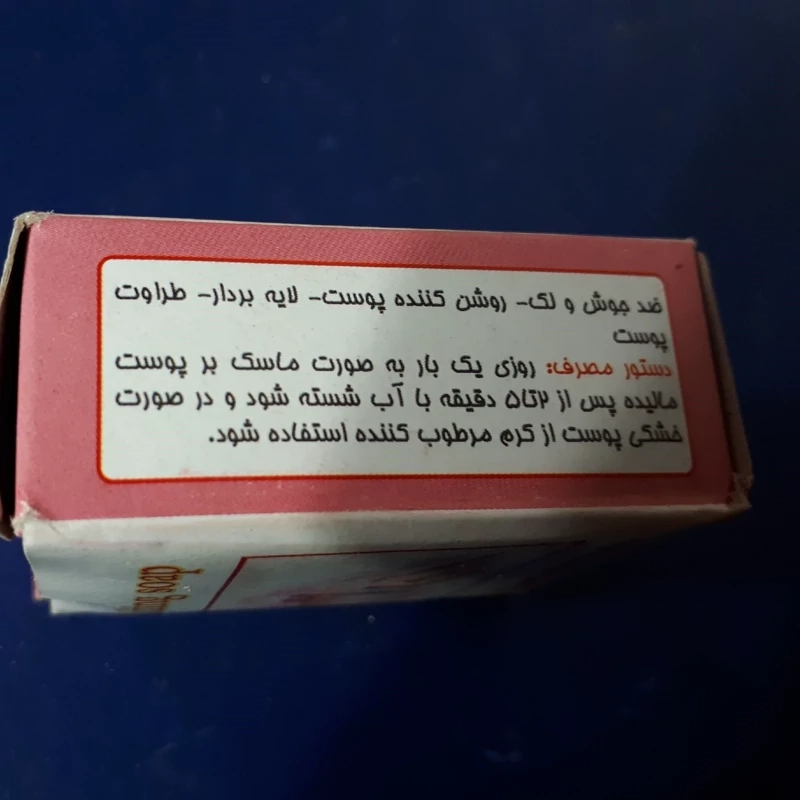 ضد جوش و لک- روشن کننده پوست- لایه بردار- طراوت
پوست
دستور مصرف: روزی یک بار به صورت ماسک بر پوست
مالیده پس از ۲تا۵ دقیقه با آب شسته شود و در صورت
خشکی پوست از کرم مرطوب کننده استفاده شود.
soap